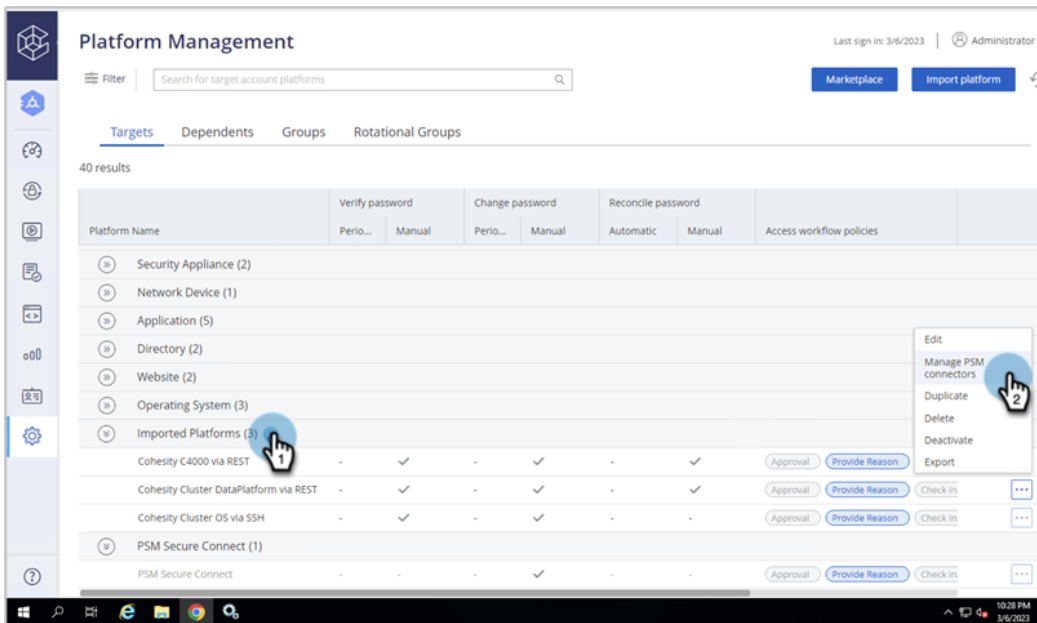 Platform Management
Last sign in: 3/6/2023
Administrator
Filter
Search for target account platforms
Marketplace
Import platform
Targets Dependents Groups Rotational Groups
40 results
Verify password Change password Reconcile password
Platform Name Perio... Manual Perio... Manual Automatic Manual Access workflow policies
Security Appliance (2)
Network Device (1)
Application (5)
Directory (2)
Website (2)
Operating System (3)
Imported Platforms (3)
1
Edit
Manage PSM
connectors
2
Duplicate
Delete
Deactivate
Export
Cohesity C4000 via REST - ✓ - ✓ - ✓ Approval Provide Reason
Cohesity Cluster DataPlatform via REST - ✓ - ✓ - ✓ Approval Provide Reason Check in
Cohesity Cluster OS via SSH - ✓ - ✓ - - Approval Provide Reason Check in
PSM Secure Connect (1)
PSM Secure Connect - - - ✓ - - Approval Provide Reason Check in
10:28 PM
3/6/2023